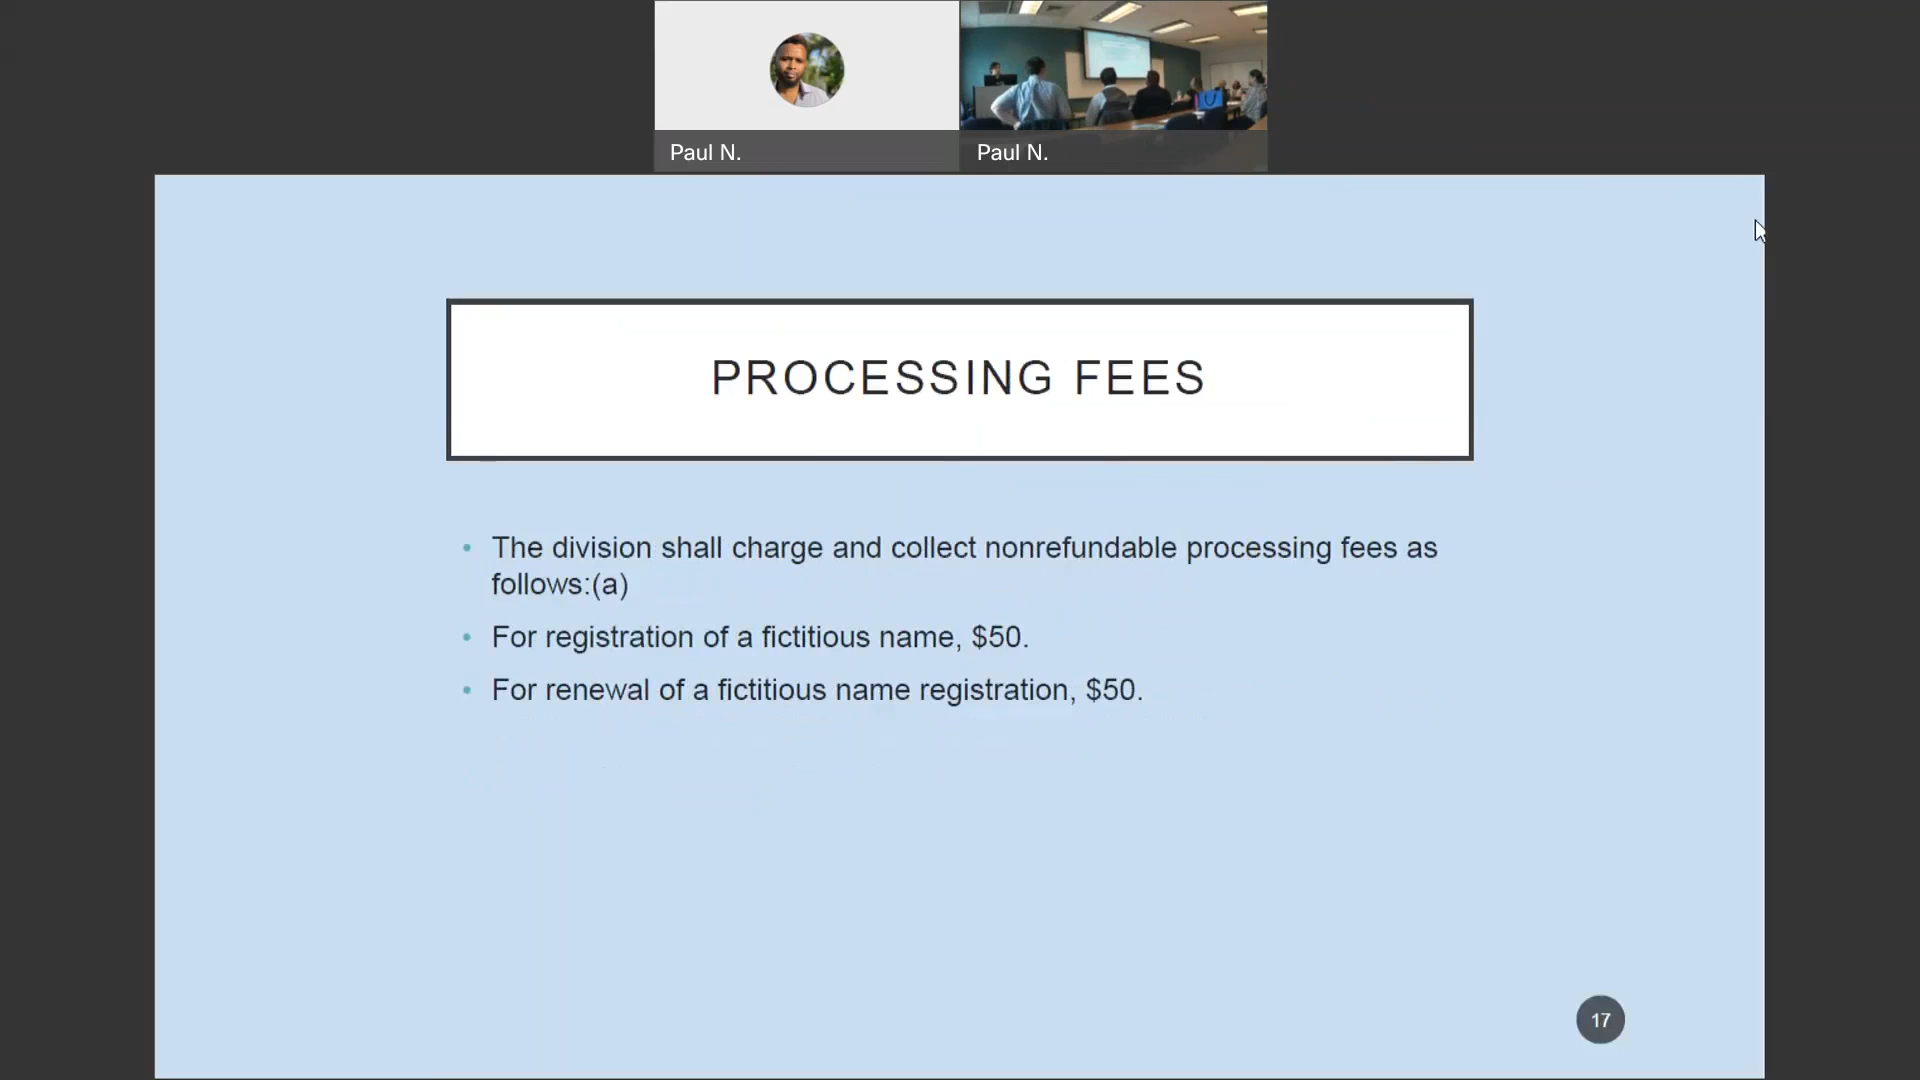 Paul N.
Paul N.
PROCESSING FEES
• The division shall charge and collect nonrefundable processing fees as
follows:(a)
• For registration of a fictitious name, $50.
• For renewal of a fictitious name registration, $50.
17